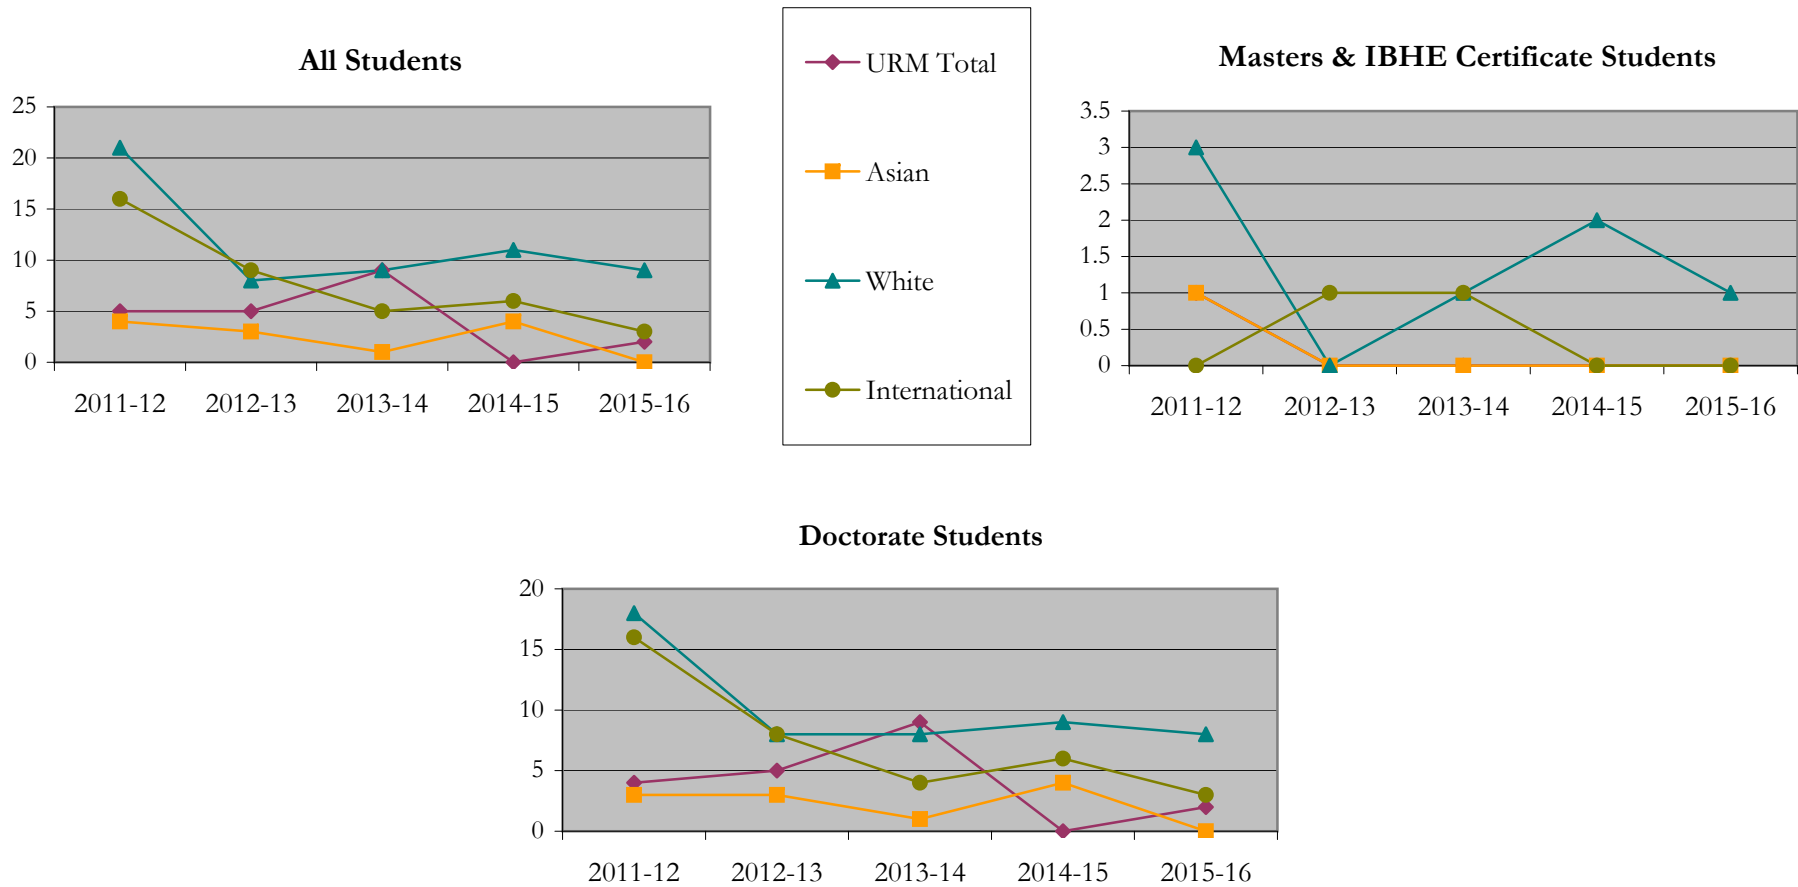 All Students
25
20
15
10
5
0
2011-12 2012-13 2013-14 2014-15 2015-16
URM Total
Asian
White
International
Masters & IBHE Certificate Students
3.5
3
2.5
2
1.5
1
0.5
0
2011-12 2012-13 2013-14 2014-15 2015-16
Doctorate Students
20
15
10
5
0
2011-12 2012-13 2013-14 2014-15 2015-16